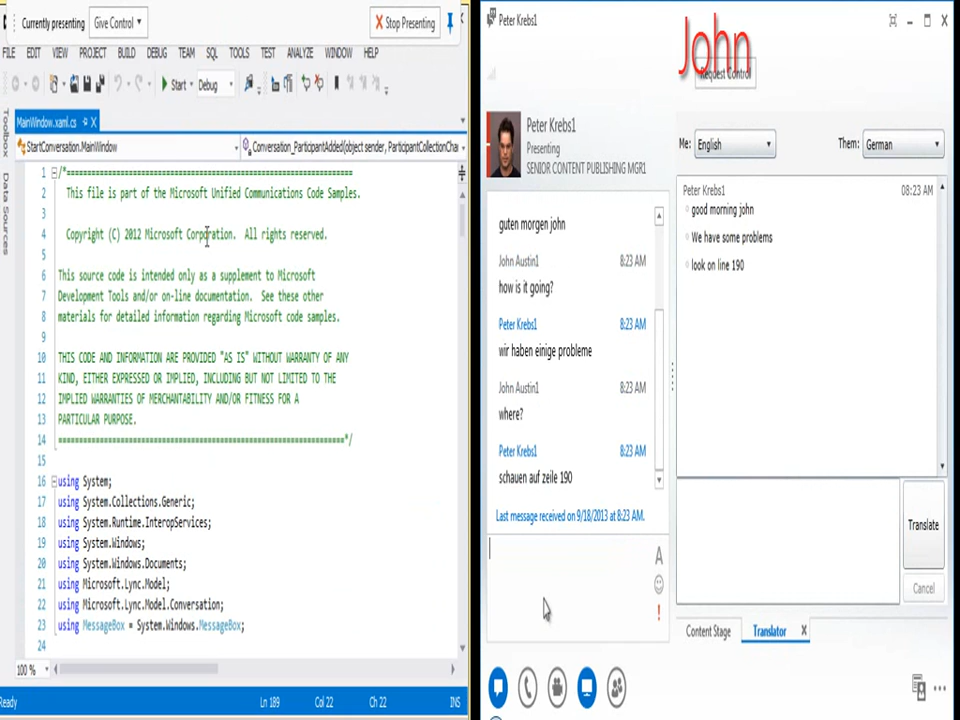 Currently presenting
Give Control
Stop Presenting
FILE EDIT VIEW PROJECT BUILD DEBUG TEAM SQL TOOLS TEST ANALYZE WINDOW HELP
Start
Debug
MainWindow.xaml.cs
StartConversation.MainWindow
Conversation_ParticipantAdded(object sender, ParticipantCollectionCha
Toolbox
Data Sources
1 /*=====================================================================
2 This file is part of the Microsoft Unified Communications Code Samples.
3
4 Copyright (C) 2012 Microsoft Corporation. All rights reserved.
5
6 This source code is intended only as a supplement to Microsoft
7 Development Tools and/or on-line documentation. See these other
8 materials for detailed information regarding Microsoft code samples.
9
10 THIS CODE AND INFORMATION ARE PROVIDED "AS IS" WITHOUT WARRANTY OF ANY
11 KIND, EITHER EXPRESSED OR IMPLIED, INCLUDING BUT NOT LIMITED TO THE
12 IMPLIED WARRANTIES OF MERCHANTABILITY AND/OR FITNESS FOR A
13 PARTICULAR PURPOSE.
14 =====================================================================*/
15
16 using System;
17 using System.Collections.Generic;
18 using System.Runtime.InteropServices;
19 using System.Windows;
20 using System.Windows.Documents;
21 using Microsoft.Lync.Model;
22 using Microsoft.Lync.Model.Conversation;
23 using MessageBox = System.Windows.MessageBox;
24
100 %
Ready
Ln 189
Col 22
Ch 22
INS
Peter Krebs1
John
Request Control
Peter Krebs1
Presenting
SENIOR CONTENT PUBLISHING MGR1
guten morgen john
John Austin1 8:23 AM
how is it going?
Peter Krebs1 8:23 AM
wir haben einige probleme
John Austin1 8:23 AM
where?
Peter Krebs1 8:23 AM
schauen auf zeile 190
Last message received on 9/18/2013 at 8:23 AM.
A
!
Me: English
Them: German
Peter Krebs1 08:23 AM
good morning john
We have some problems
look on line 190
Translate
Cancel
Content Stage
Translator